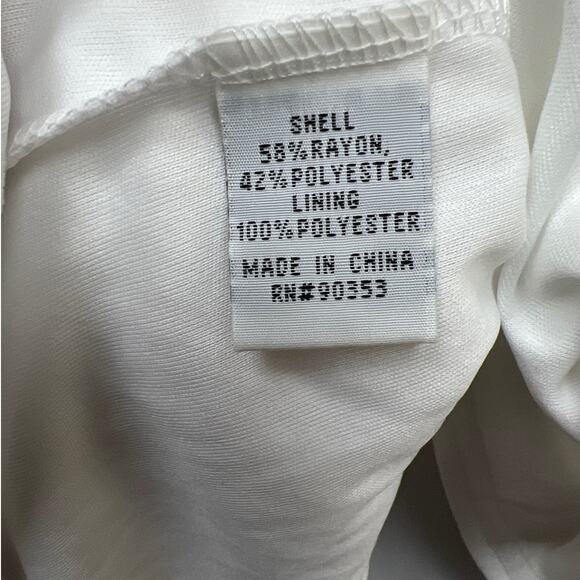 SHELL
58%RAYON,
42%POLYESTER
LINING
100%POLYESTER
MADE IN CHINA
RN#90353